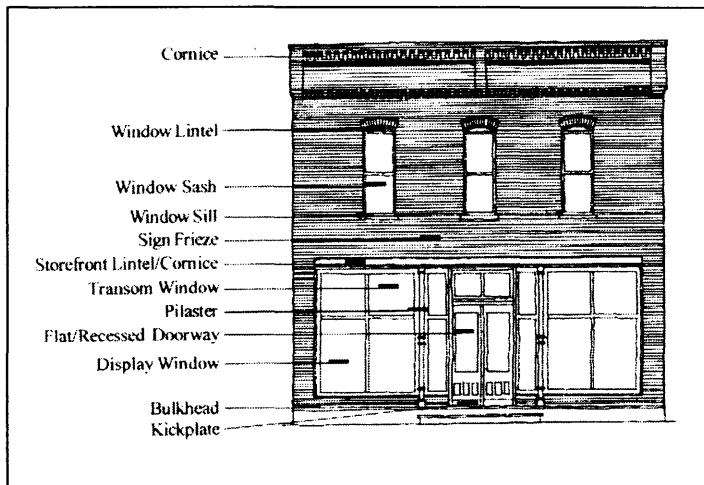 Cornice
Window Lintel
Window Sash
Window Sill
Sign Frieze
Storefront Lintel/Cornice
Transom Window
Pilaster
Flat/Recessed Doorway
Display Window
Bulkhead
Kickplate